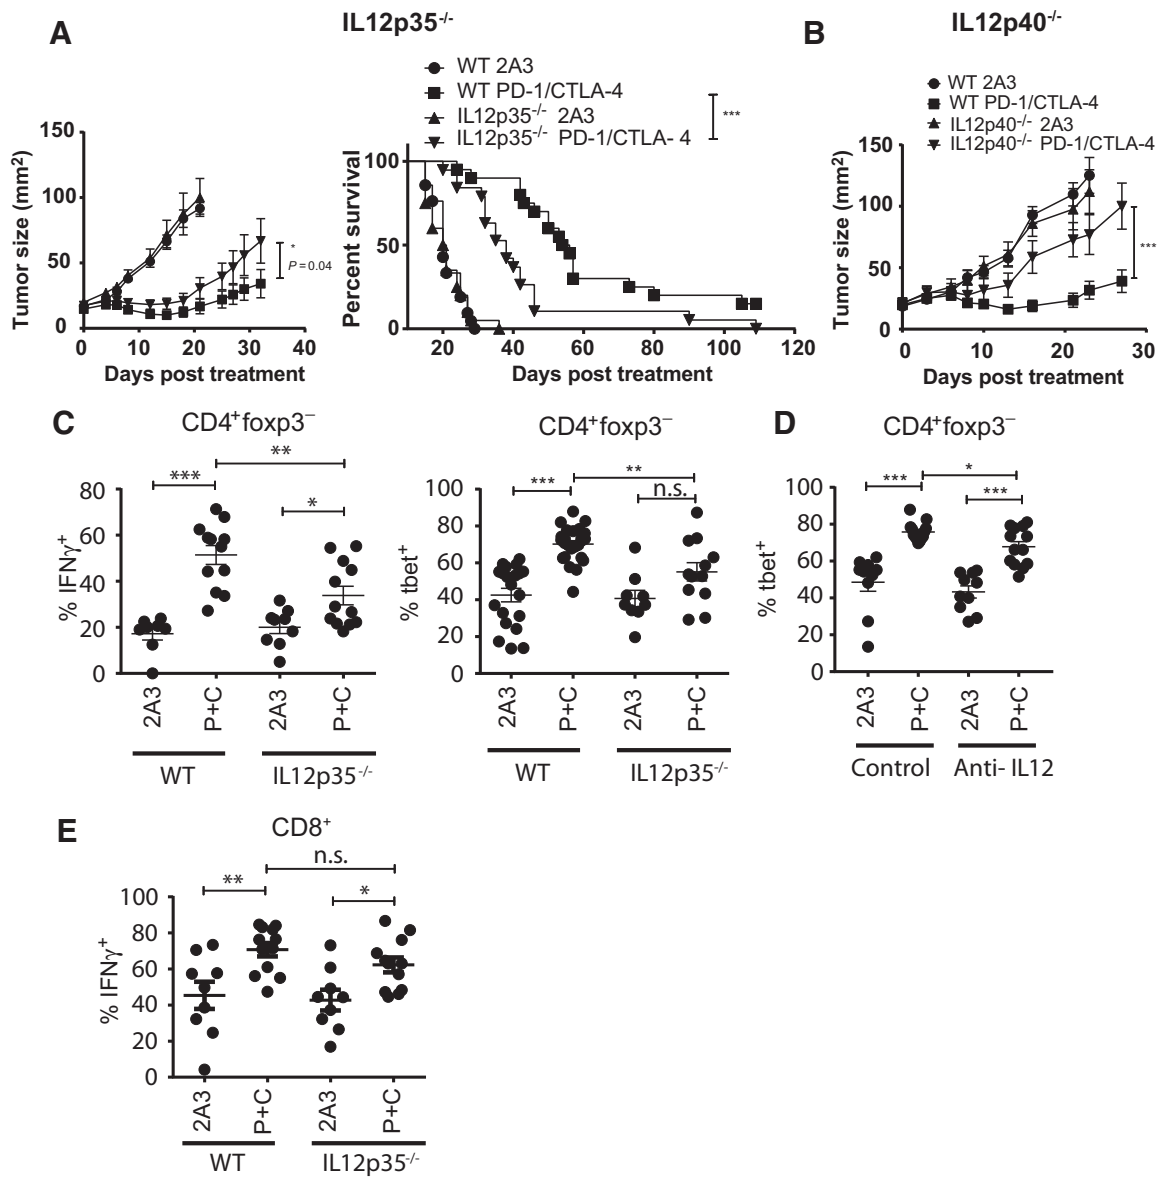 A
IL12p35-/-
WT 2A3
WT PD-1/CTLA-4
IL12p35-/- 2A3
IL12p35-/- PD-1/CTLA- 4
***
Tumor size (mm2)
150
100
50
0
0
10
20
30
40
Days post treatment
*
P = 0.04
Percent survival
100
50
0
20
40
60
80
100
120
Days post treatment
B
IL12p40-/-
WT 2A3
WT PD-1/CTLA-4
IL12p40-/- 2A3
IL12p40-/- PD-1/CTLA-4
Tumor size (mm2)
150
100
50
0
0
10
20
30
Days post treatment
***
C
CD4+foxp3−
**
***
*
% IFNγ+
80
60
40
20
0
2A3
P+C
2A3
P+C
WT
IL12p35-/-
CD4+foxp3−
**
***
n.s.
% tbet+
100
80
60
40
20
0
2A3
P+C
2A3
P+C
WT
IL12p35-/-
D
CD4+foxp3−
*
***
***
% tbet+
100
80
60
40
20
0
2A3
P+C
2A3
P+C
Control
Anti- IL12
E
CD8+
n.s.
**
*
% IFNγ+
100
80
60
40
20
0
2A3
P+C
2A3
P+C
WT
IL12p35-/-